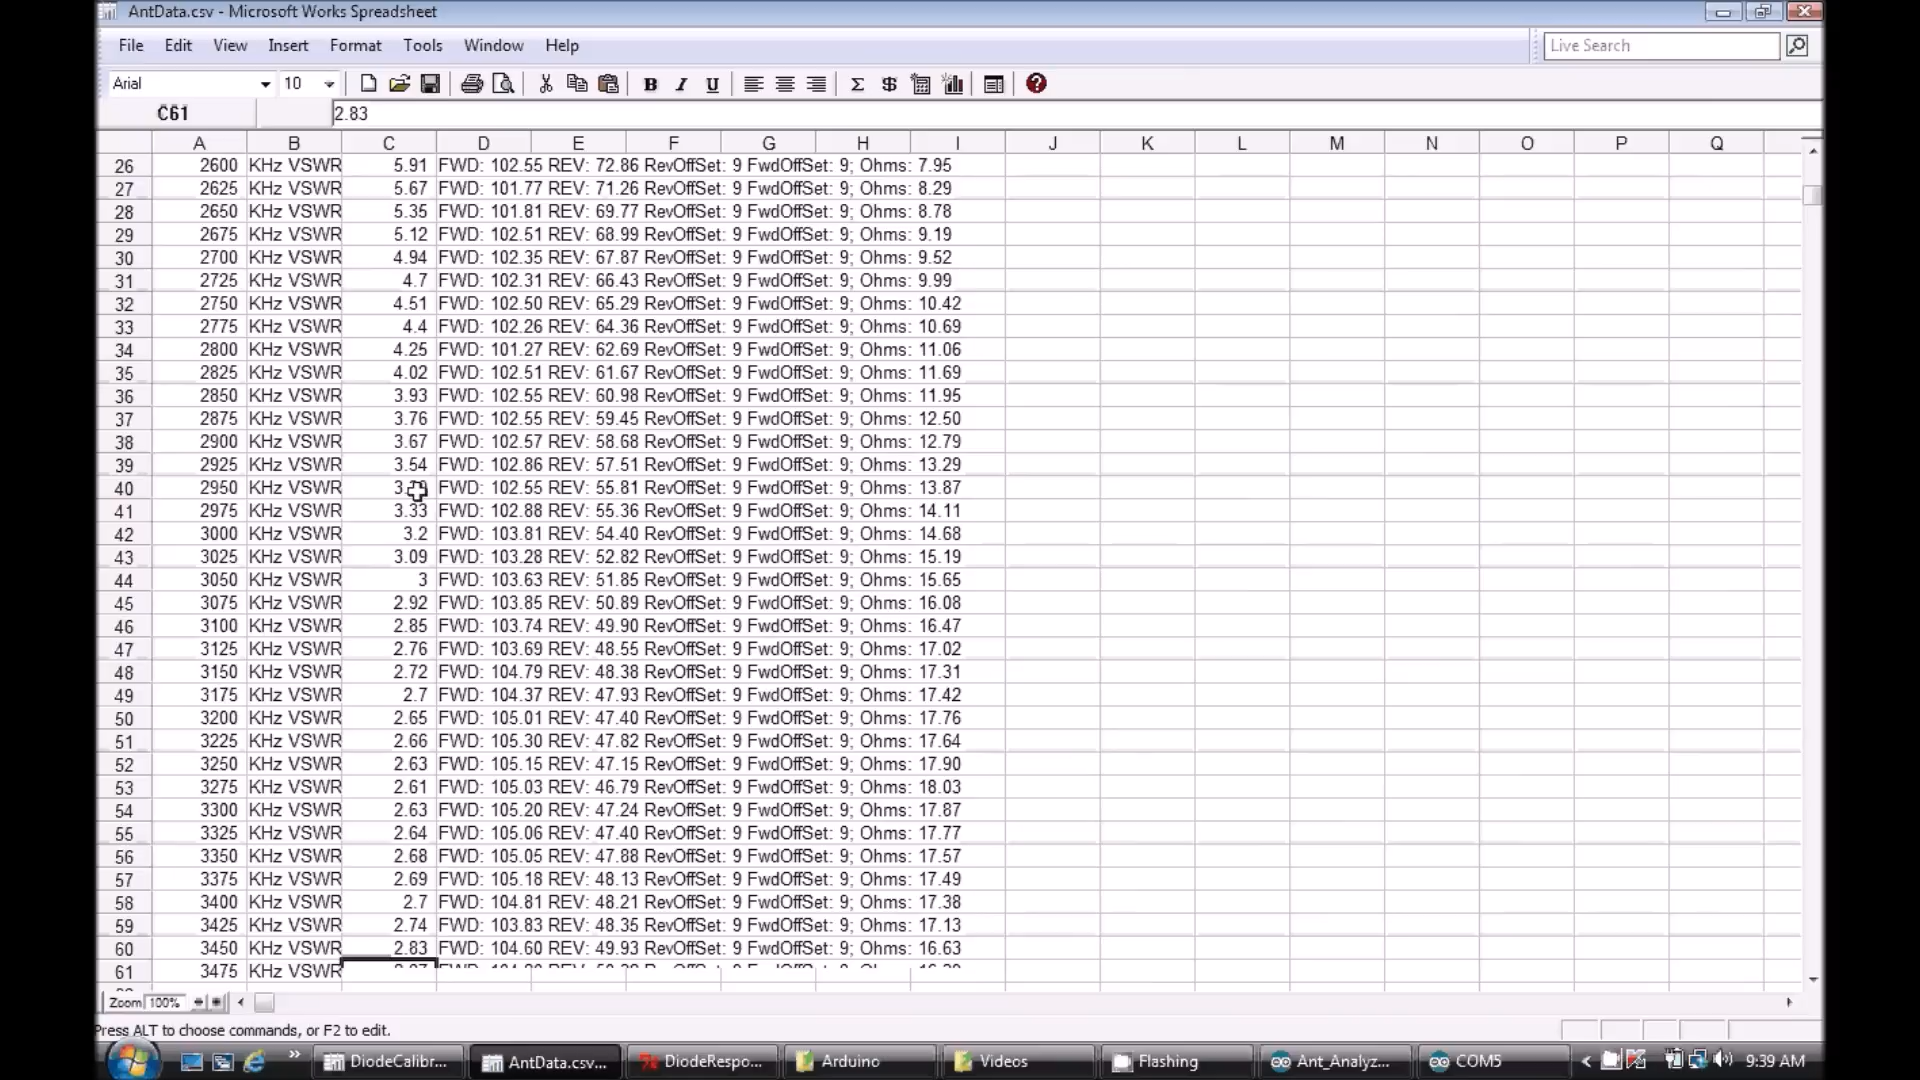 AntData.csv - Microsoft Works Spreadsheet
File Edit View Insert Format Tools Window Help Live Search
Arial 10 B I U Σ $ ?
C61 2.83
A B C D E F G H I J K L M N O P Q
26 2600 KHz VSWR 5.91 FWD: 102.55 REV: 72.86 RevOffSet: 9 FwdOffSet: 9; Ohms: 7.95
27 2625 KHz VSWR 5.67 FWD: 101.77 REV: 71.26 RevOffSet: 9 FwdOffSet: 9; Ohms: 8.29
28 2650 KHz VSWR 5.35 FWD: 101.81 REV: 69.77 RevOffSet: 9 FwdOffSet: 9; Ohms: 8.78
29 2675 KHz VSWR 5.12 FWD: 102.51 REV: 68.99 RevOffSet: 9 FwdOffSet: 9; Ohms: 9.19
30 2700 KHz VSWR 4.94 FWD: 102.35 REV: 67.87 RevOffSet: 9 FwdOffSet: 9; Ohms: 9.52
31 2725 KHz VSWR 4.7 FWD: 102.31 REV: 66.43 RevOffSet: 9 FwdOffSet: 9; Ohms: 9.99
32 2750 KHz VSWR 4.51 FWD: 102.50 REV: 65.29 RevOffSet: 9 FwdOffSet: 9; Ohms: 10.42
33 2775 KHz VSWR 4.4 FWD: 102.26 REV: 64.36 RevOffSet: 9 FwdOffSet: 9; Ohms: 10.69
34 2800 KHz VSWR 4.25 FWD: 101.27 REV: 62.69 RevOffSet: 9 FwdOffSet: 9; Ohms: 11.06
35 2825 KHz VSWR 4.02 FWD: 102.51 REV: 61.67 RevOffSet: 9 FwdOffSet: 9; Ohms: 11.69
36 2850 KHz VSWR 3.93 FWD: 102.55 REV: 60.98 RevOffSet: 9 FwdOffSet: 9; Ohms: 11.95
37 2875 KHz VSWR 3.76 FWD: 102.55 REV: 59.45 RevOffSet: 9 FwdOffSet: 9; Ohms: 12.50
38 2900 KHz VSWR 3.67 FWD: 102.57 REV: 58.68 RevOffSet: 9 FwdOffSet: 9; Ohms: 12.79
39 2925 KHz VSWR 3.54 FWD: 102.86 REV: 57.51 RevOffSet: 9 FwdOffSet: 9; Ohms: 13.29
40 2950 KHz VSWR FWD: 102.55 REV: 55.81 RevOffSet: 9 FwdOffSet: 9; Ohms: 13.87
41 2975 KHz VSWR 3.33 FWD: 102.88 REV: 55.36 RevOffSet: 9 FwdOffSet: 9; Ohms: 14.11
42 3000 KHz VSWR 3.2 FWD: 103.81 REV: 54.40 RevOffSet: 9 FwdOffSet: 9; Ohms: 14.68
43 3025 KHz VSWR 3.09 FWD: 103.28 REV: 52.82 RevOffSet: 9 FwdOffSet: 9; Ohms: 15.19
44 3050 KHz VSWR 3 FWD: 103.63 REV: 51.85 RevOffSet: 9 FwdOffSet: 9; Ohms: 15.65
45 3075 KHz VSWR 2.92 FWD: 103.85 REV: 50.89 RevOffSet: 9 FwdOffSet: 9; Ohms: 16.08
46 3100 KHz VSWR 2.85 FWD: 103.74 REV: 49.90 RevOffSet: 9 FwdOffSet: 9; Ohms: 16.47
47 3125 KHz VSWR 2.76 FWD: 103.69 REV: 48.55 RevOffSet: 9 FwdOffSet: 9; Ohms: 17.02
48 3150 KHz VSWR 2.72 FWD: 104.79 REV: 48.38 RevOffSet: 9 FwdOffSet: 9; Ohms: 17.31
49 3175 KHz VSWR 2.7 FWD: 104.37 REV: 47.93 RevOffSet: 9 FwdOffSet: 9; Ohms: 17.42
50 3200 KHz VSWR 2.65 FWD: 105.01 REV: 47.40 RevOffSet: 9 FwdOffSet: 9; Ohms: 17.76
51 3225 KHz VSWR 2.66 FWD: 105.30 REV: 47.82 RevOffSet: 9 FwdOffSet: 9; Ohms: 17.64
52 3250 KHz VSWR 2.63 FWD: 105.15 REV: 47.15 RevOffSet: 9 FwdOffSet: 9; Ohms: 17.90
53 3275 KHz VSWR 2.61 FWD: 105.03 REV: 46.79 RevOffSet: 9 FwdOffSet: 9; Ohms: 18.03
54 3300 KHz VSWR 2.63 FWD: 105.20 REV: 47.24 RevOffSet: 9 FwdOffSet: 9; Ohms: 17.87
55 3325 KHz VSWR 2.64 FWD: 105.06 REV: 47.40 RevOffSet: 9 FwdOffSet: 9; Ohms: 17.77
56 3350 KHz VSWR 2.68 FWD: 105.05 REV: 47.88 RevOffSet: 9 FwdOffSet: 9; Ohms: 17.57
57 3375 KHz VSWR 2.69 FWD: 105.18 REV: 48.13 RevOffSet: 9 FwdOffSet: 9; Ohms: 17.49
58 3400 KHz VSWR 2.7 FWD: 104.81 REV: 48.21 RevOffSet: 9 FwdOffSet: 9; Ohms: 17.38
59 3425 KHz VSWR 2.74 FWD: 103.83 REV: 48.35 RevOffSet: 9 FwdOffSet: 9; Ohms: 17.13
60 3450 KHz VSWR 2.83 FWD: 104.60 REV: 49.93 RevOffSet: 9 FwdOffSet: 9; Ohms: 16.63
61 3475 KHz VSWR
Zoom 100%
Press ALT to choose commands, or F2 to edit.
DiodeCalibr... AntData.csv... DiodeRespo... Arduino Videos Flashing Ant_Analyz... COM5 9:39 AM